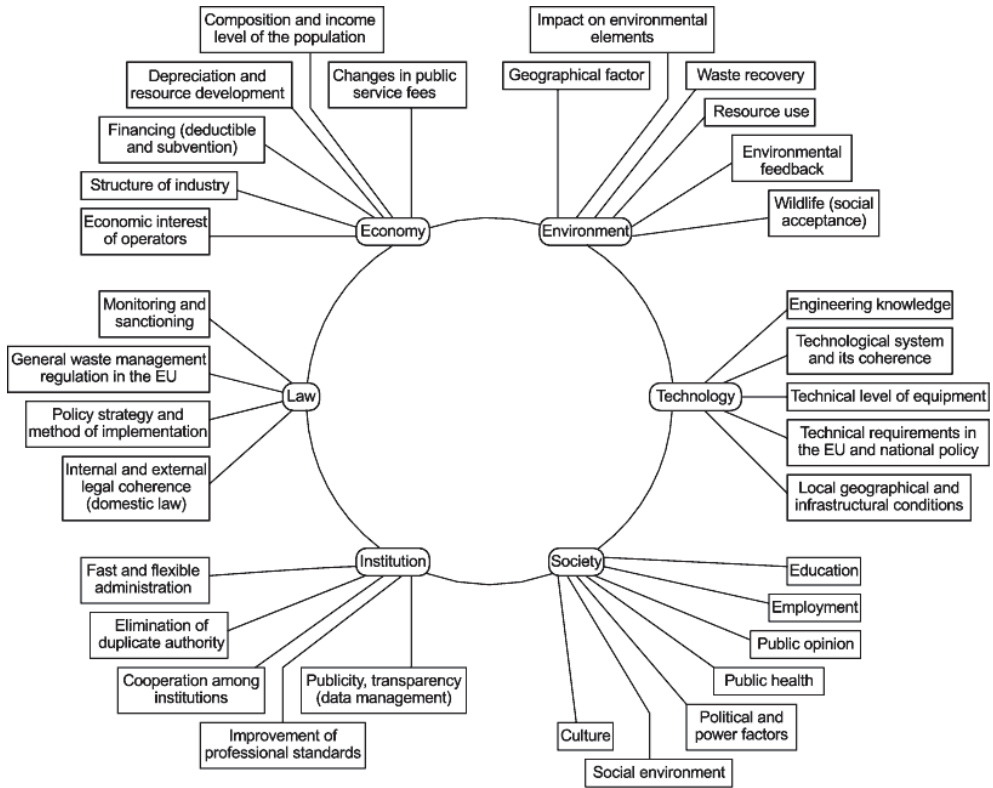 Composition and income
level of the population
Depreciation and
resource development
Changes in public
service fees
Financing (deductible
and subvention)
Structure of industry
Economic interest
of operators
Economy
Impact on environmental
elements
Geographical factor
Waste recovery
Resource use
Environmental
feedback
Wildlife (social
acceptance)
Environment
Monitoring and
sanctioning
General waste management
regulation in the EU
Policy strategy and
method of implementation
Internal and external
legal coherence
(domestic law)
Law
Engineering knowledge
Technological system
and its coherence
Technical level of equipment
Technical requirements in
the EU and national policy
Local geographical and
infrastructural conditions
Technology
Institution
Fast and flexible
administration
Elimination of
duplicate authority
Cooperation among
institutions
Improvement of
professional standards
Publicity, transparency
(data management)
Society
Education
Employment
Public opinion
Public health
Political and
power factors
Social environment
Culture